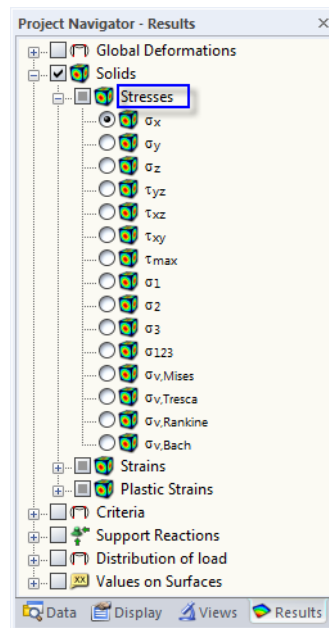 Project Navigator - Results
Global Deformations
Solids
Stresses
σx
σy
σz
τyz
τxz
τxy
τmax
σ1
σ2
σ3
σ123
σv,Mises
σv,Tresca
σv,Rankine
σv,Bach
Strains
Plastic Strains
Criteria
Support Reactions
Distribution of load
xx Values on Surfaces
Data Display Views Results